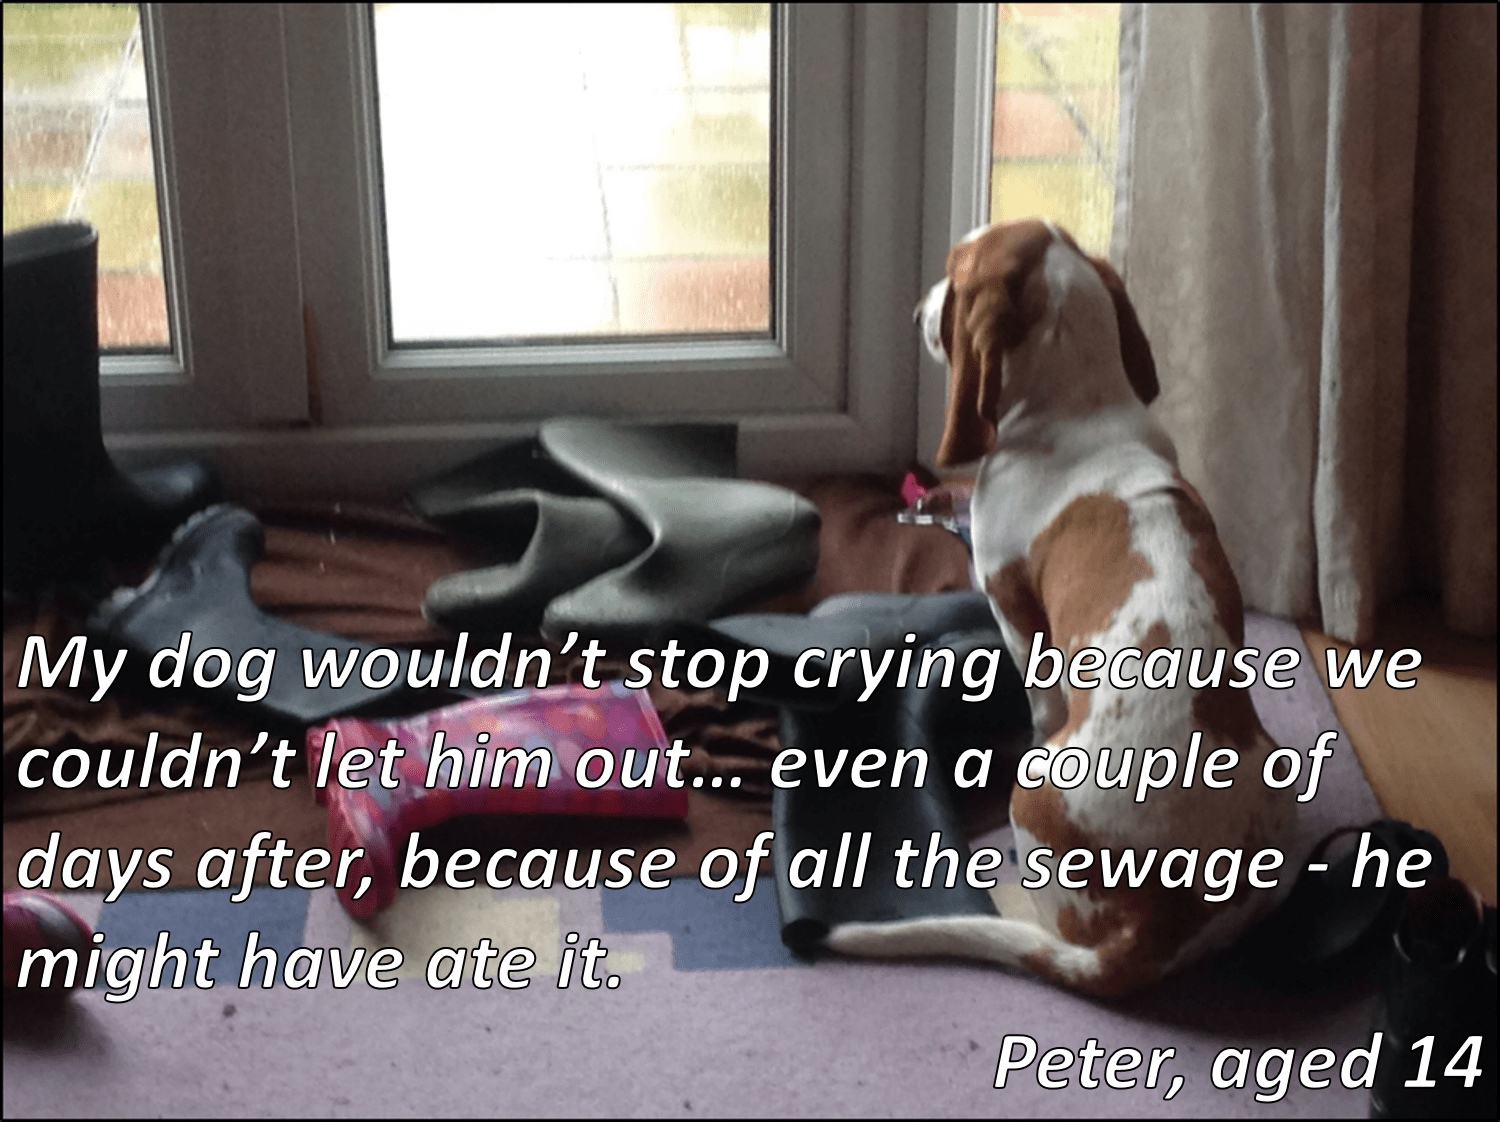 My dog wouldn’t stop crying because we
couldn’t let him out… even a couple of
days after, because of all the sewage - he
might have ate it.
Peter, aged 14